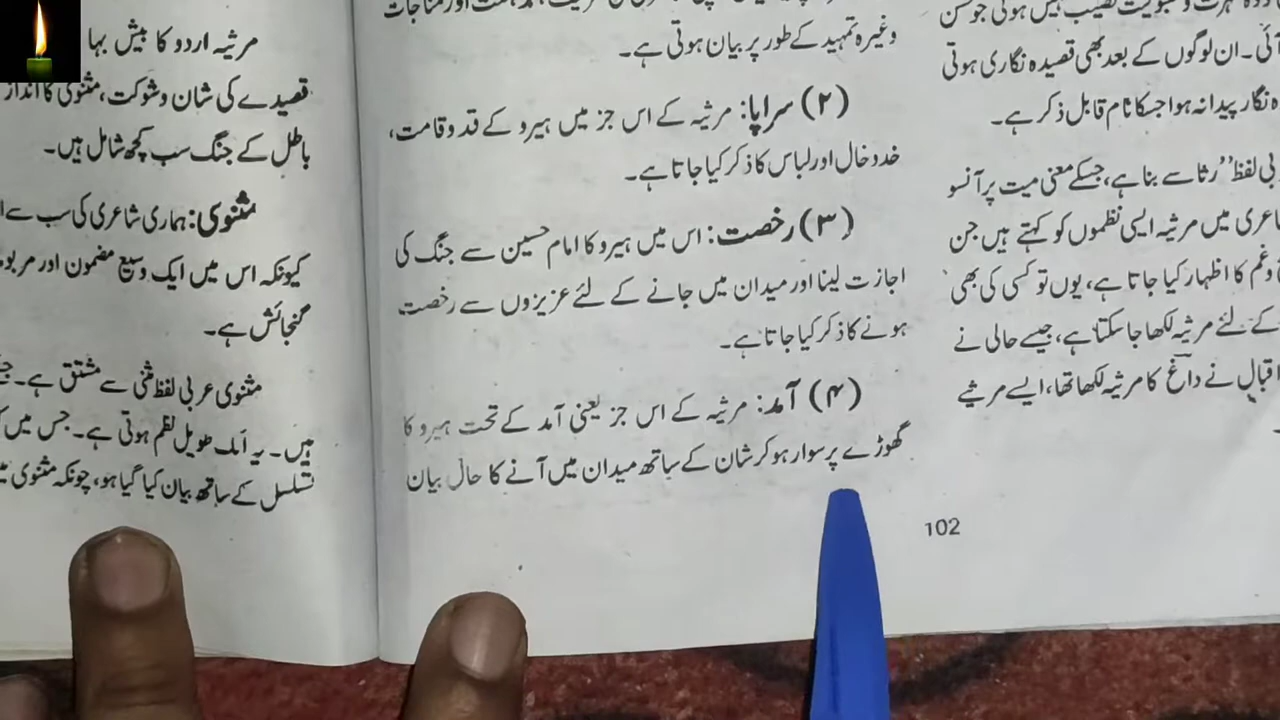 دوئی جو کسن
آئی۔ ان لوگوں کے بعد بھی قصیدہ نگاری ہوتی
ہ نگار پیدا نہ ہوا جسکا نام قابل ذکر ہے۔
بی لفظ "رثا سے بنا ہے، جسکے معنی میت پر آنسو
اعری میں مرثیہ ایسی نظموں کو کہتے ہیں جن
وغم کا اظہار کیا جاتا ہے، یوں تو کسی کی بھی
کے لئے مرثیہ لکھا جا سکتا ہے، جیسے حالی نے
اقبال نے داغ کا مرثیہ لکھا تھا، ایسے مرثیے
وغیرہ تمہید کے طور پر بیان ہوتی ہے۔
(۲) سراپا: مرثیہ کے اس جز میں ہیرو کے قد وقامت،
خدوخال اور لباس کا ذکر کیا جاتا ہے۔
(۳) رخصت: اس میں ہیرو کا امام حسین سے جنگ کی
اجازت لینا اور میدان میں جانے کے لئے عزیزوں سے رخصت
ہونے کا ذکر کیا جاتا ہے۔
(۴) آمد: مرثیہ کے اس جز یعنی آمد کے تحت ہیرو کا
گھوڑے پر سوار ہو کر شان کے ساتھ میدان میں آنے کا حال بیان
102
مرثیہ اردو کا بیش بہا
قصیدے کی شان و شوکت، مثنوی کا انداز
باطل کے جنگ سب کچھ شامل ہیں۔
مثنوی: ہماری شاعری کی سب سے
کیونکہ اس میں ایک وسیع مضمون اور
گنجائش ہے۔
مثنوی عربی لفظ مثنیٰ سے مشتق ہے۔
ہیں۔ یہ ایک طویل نظم ہوتی ہے۔ جس میں
تسلسل کے ساتھ بیان کیا گیا ہو، چونکہ مثنوی